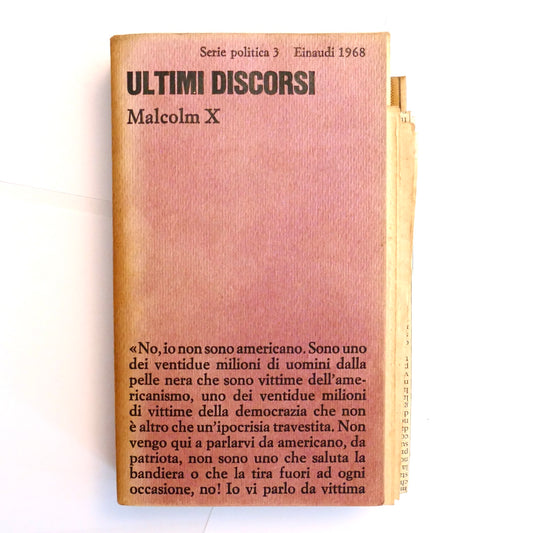 Serie politica 3 Einaudi 1968
ULTIMI DISCORSI
Malcolm X
«No, io non sono americano. Sono uno
dei ventidue milioni di uomini dalla
pelle nera che sono vittime dell'ame-
ricanismo, uno dei ventidue milioni
di vittime della democrazia che non
è altro che un'ipocrisia travestita. Non
vengo qui a parlarvi da americano, da
patriota, non sono uno che saluta la
bandiera o che la tira fuori ad ogni
occasione, no! Io vi parlo da vittima